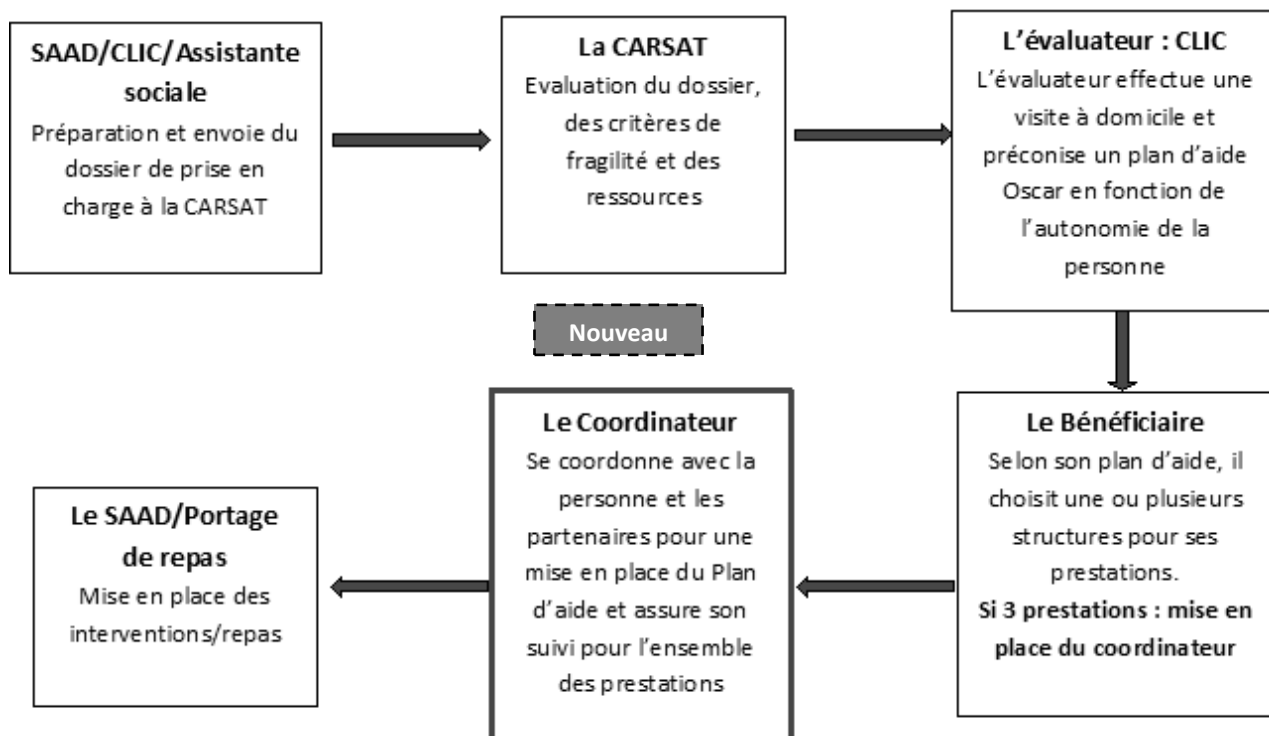 SAAD/CLIC/Assistante
sociale
Préparation et envoie du
dossier de prise en
charge à la CARSAT
La CARSAT
Evaluation du dossier,
des critères de
fragilité et des
ressources
L'évaluateur : CLIC
L'évaluateur effectue une
visite à domicile et
préconise un plan d'aide
Oscar en fonction de
l'autonomie de la
personne
Nouveau
Le Bénéficiaire
Selon son plan d'aide, il
choisit une ou plusieurs
structures pour ses
prestations.
Si 3 prestations : mise en
place du coordinateur
Le Coordinateur
Se coordonne avec la
personne et les
partenaires pour une
mise en place du Plan
d'aide et assure son
suivi pour l'ensemble
des prestations
Le SAAD/Portage
de repas
Mise en place des
interventions/repas